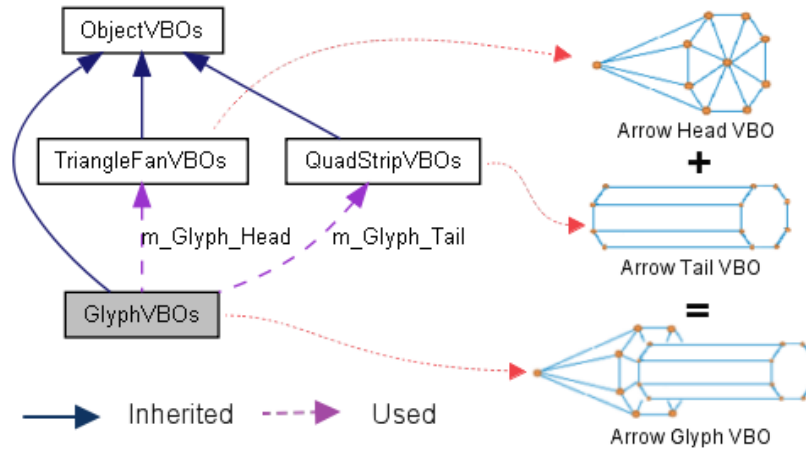 ObjectVBOs
TriangleFanVBOs
QuadStripVBOs
m_Glyph_Head
m_Glyph_Tail
GlyphVBOs
Inherited
Used
Arrow Head VBO
+
Arrow Tail VBO
=
Arrow Glyph VBO